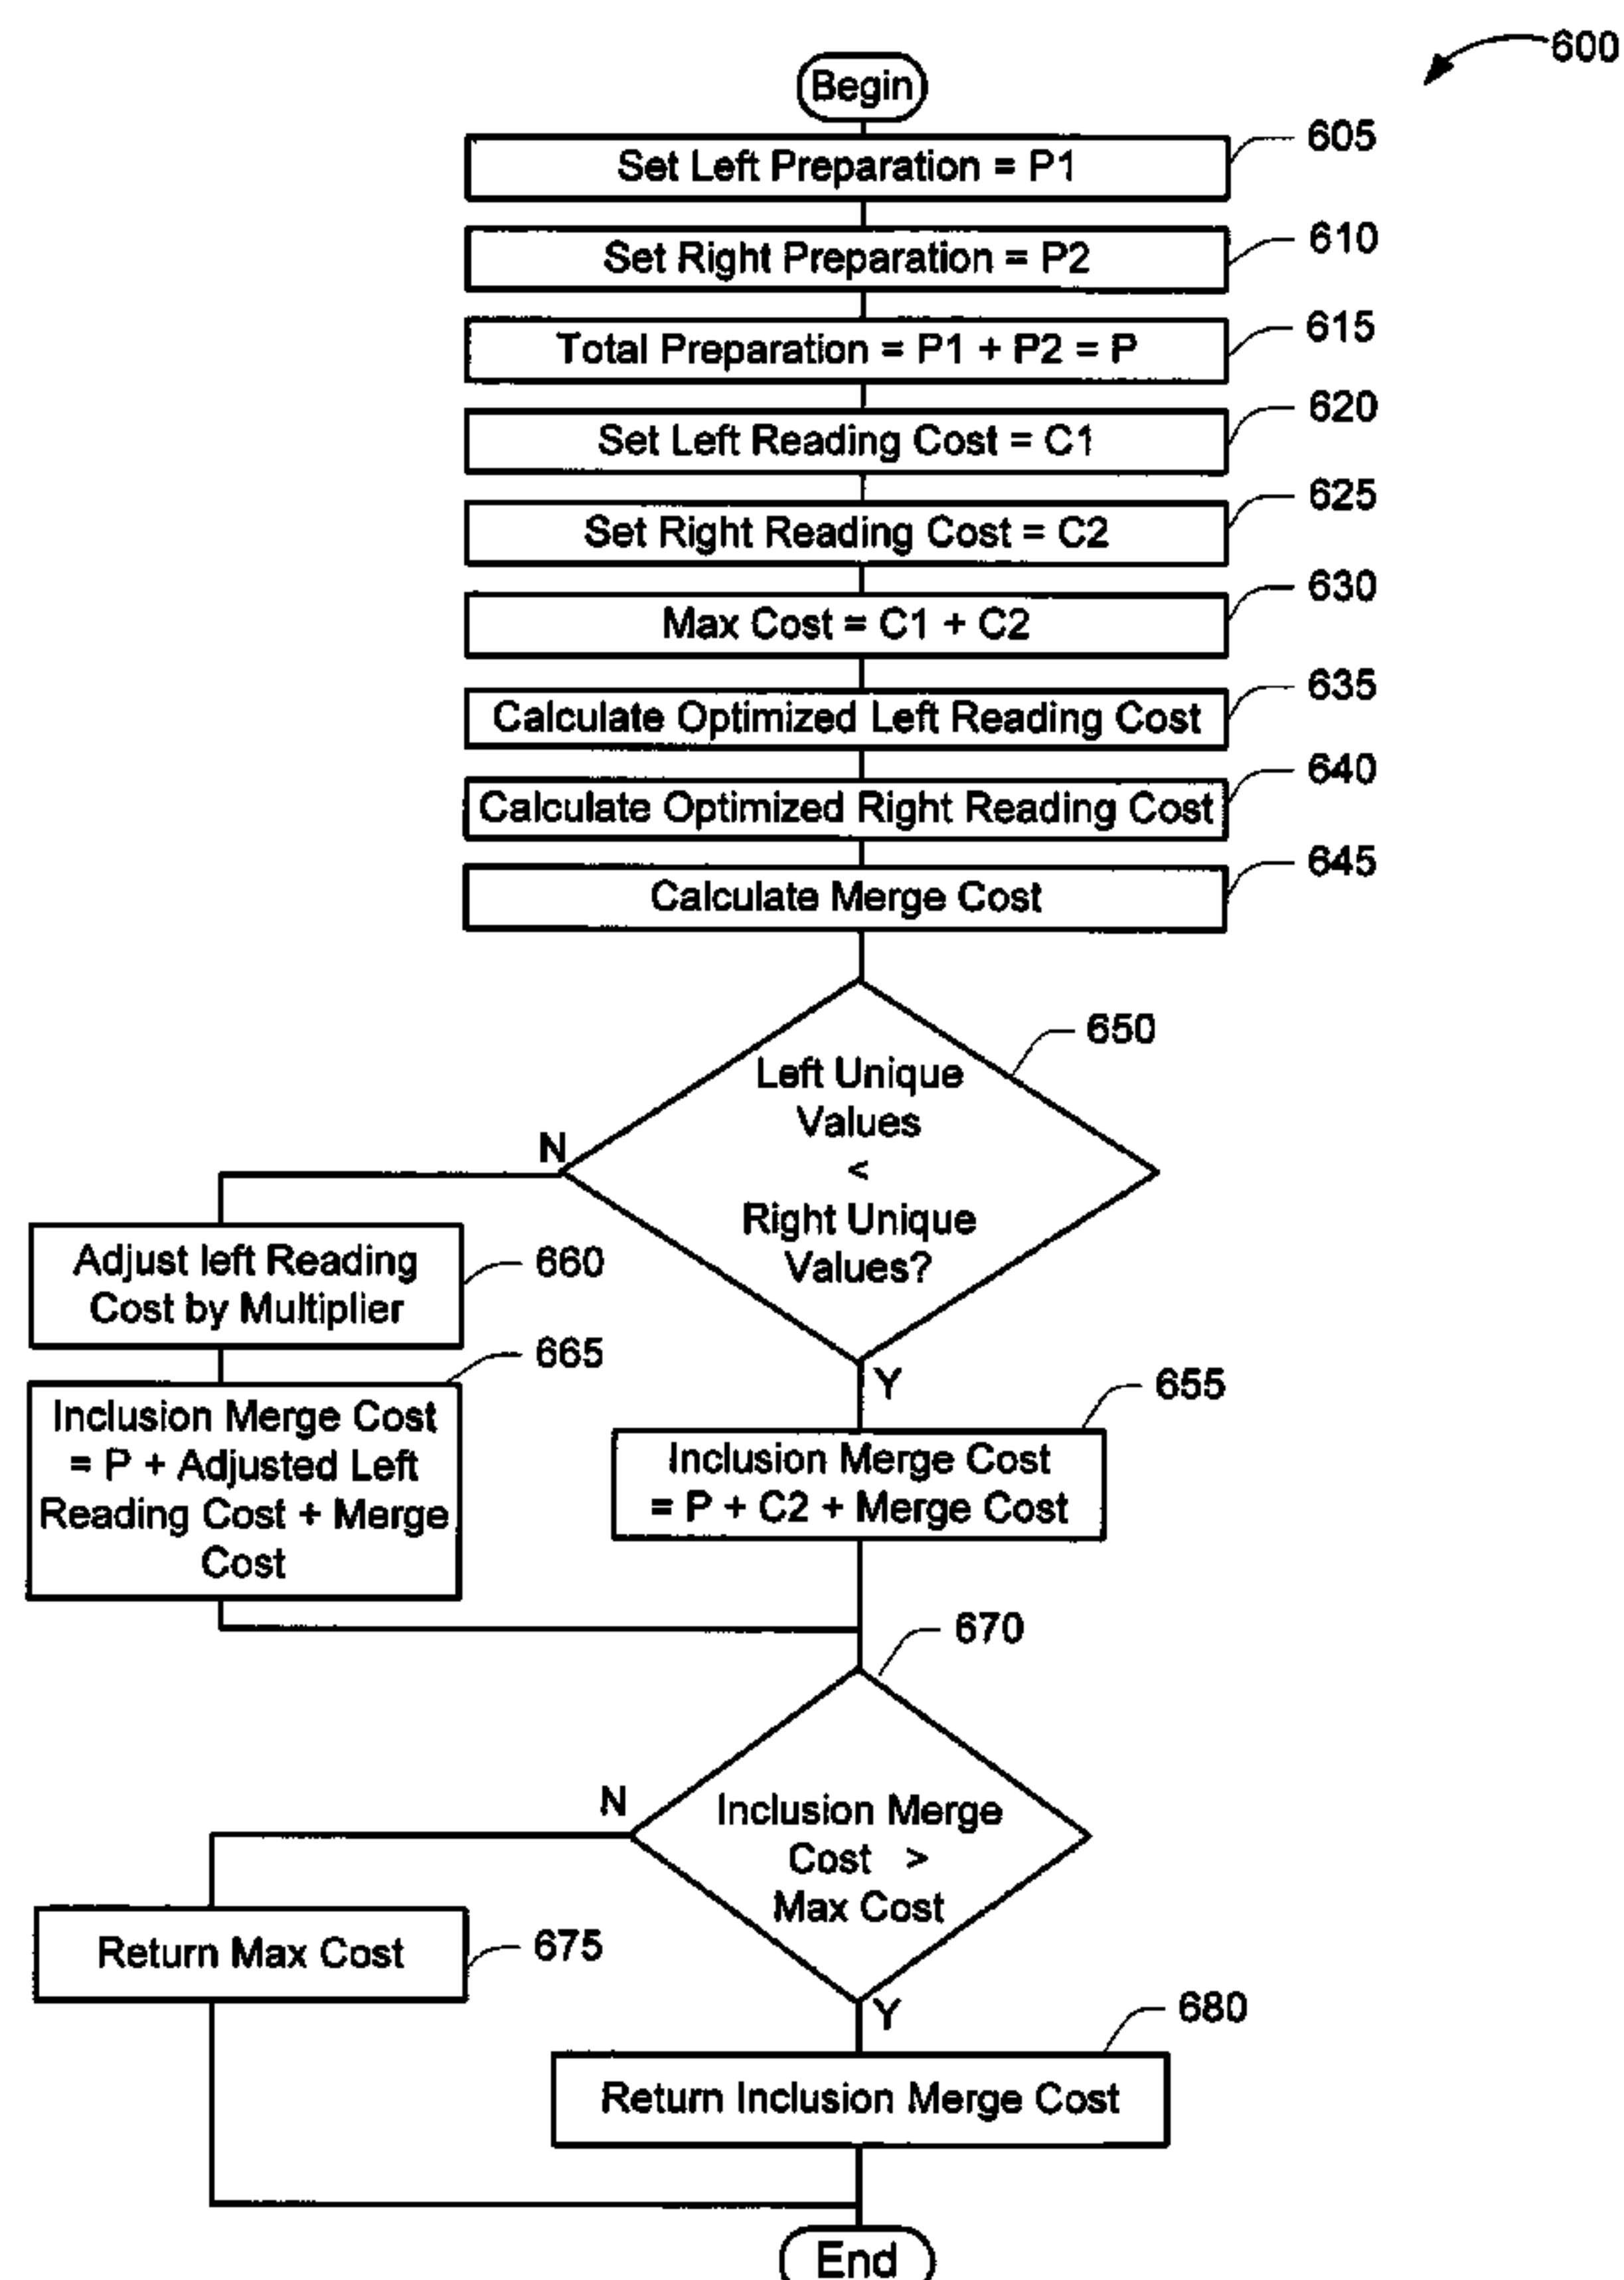 600
Begin
Set Left Preparation = P1
605
Set Right Preparation = P2
610
Total Preparation = P1 + P2 = P
615
Set Left Reading Cost = C1
620
Set Right Reading Cost = C2
625
Max Cost = C1 + C2
630
Calculate Optimized Left Reading Cost
635
Calculate Optimized Right Reading Cost
640
Calculate Merge Cost
645
Left Unique
Values
<
Right Unique
Values?
650
N
Y
Adjust left Reading
Cost by Multiplier
660
Inclusion Merge Cost
= P + Adjusted Left
Reading Cost + Merge
Cost
665
Inclusion Merge Cost
= P + C2 + Merge Cost
655
Inclusion Merge
Cost >
Max Cost
670
N
Y
Return Max Cost
675
Return Inclusion Merge Cost
680
End